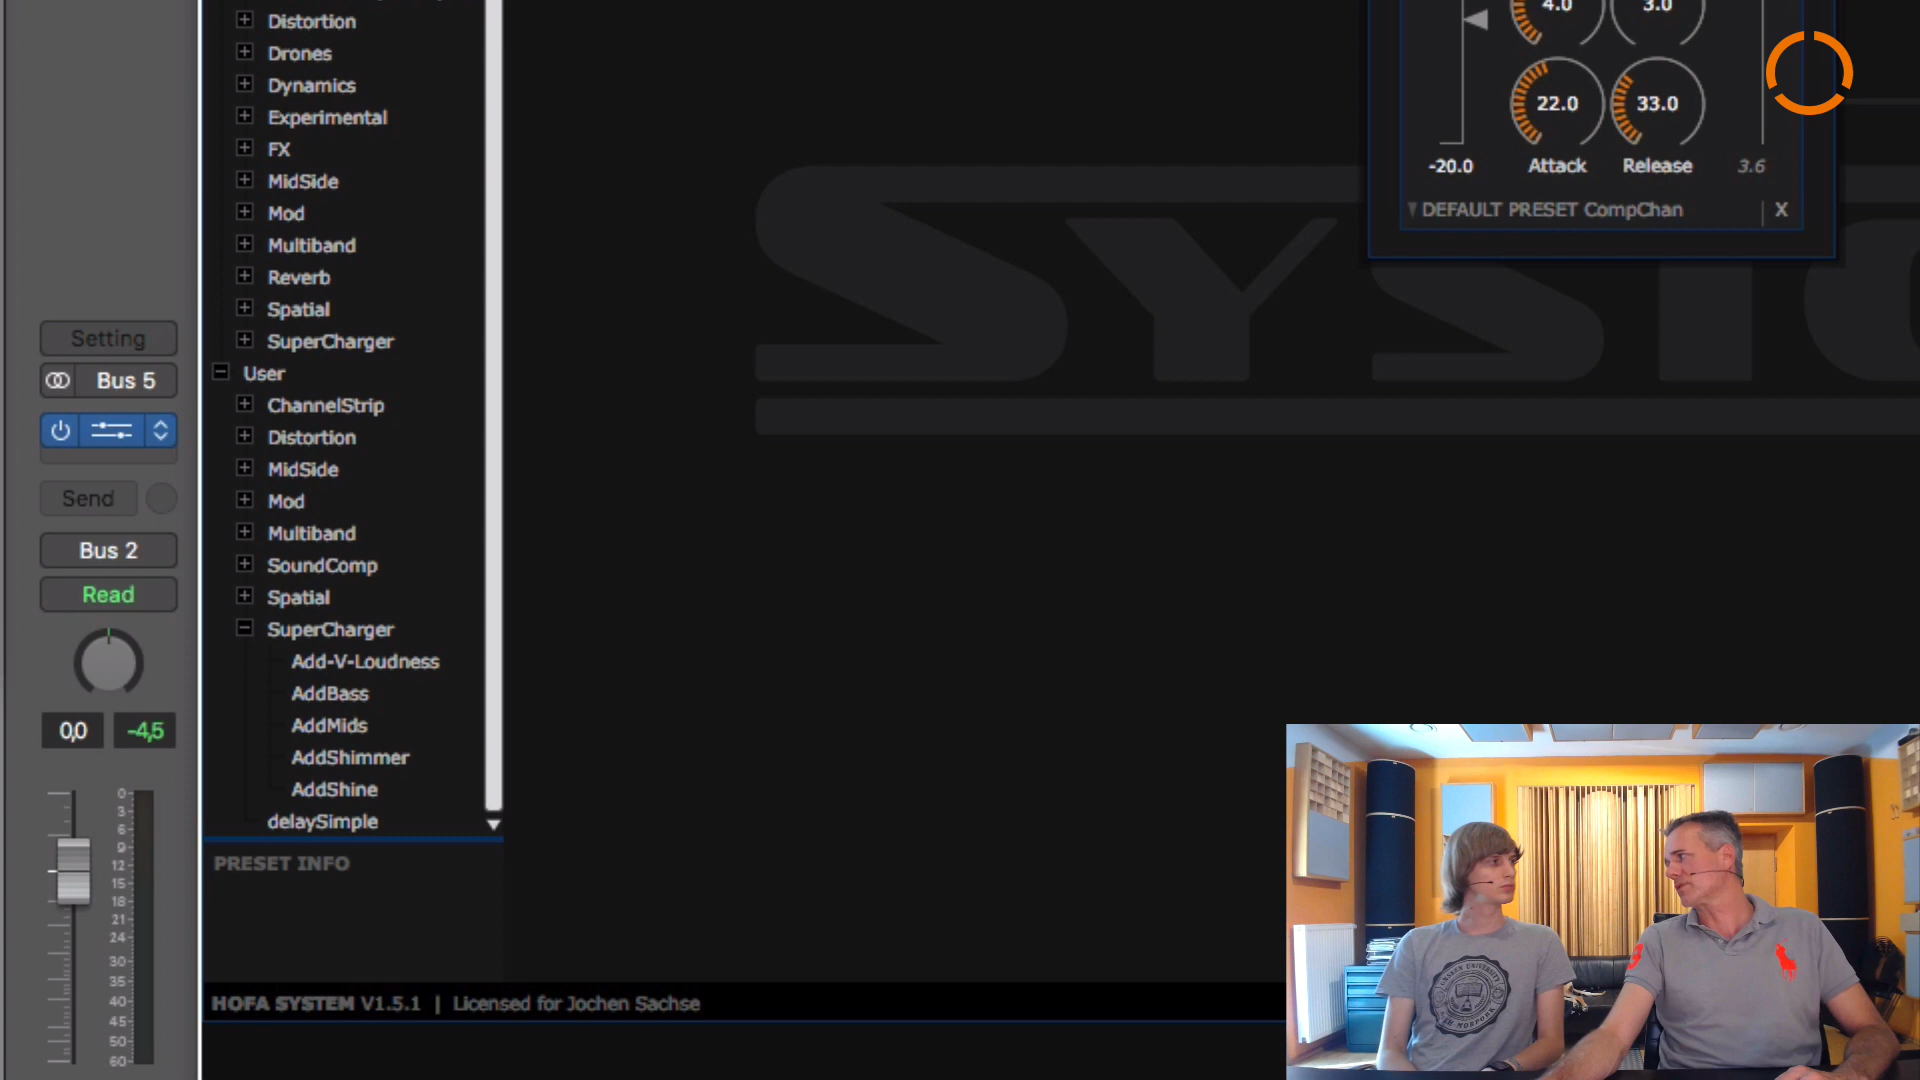 Setting
Bus 5
Send
Bus 2
Read
0,0
-4,5
0
3
6
9
12
15
18
21
24
30
35
40
45
50
60
Distortion
Drones
Dynamics
Experimental
FX
MidSide
Mod
Multiband
Reverb
Spatial
SuperCharger
User
ChannelStrip
Distortion
MidSide
Mod
Multiband
SoundComp
Spatial
SuperCharger
Add-V-Loudness
AddBass
AddMids
AddShimmer
AddShine
delaySimple
PRESET INFO
HOFA SYSTEM V1.5.1 | Licensed for Jochen Sachse
4.0 3.0
22.0 33.0
-20.0 Attack Release 3.6
DEFAULT PRESET CompChan X